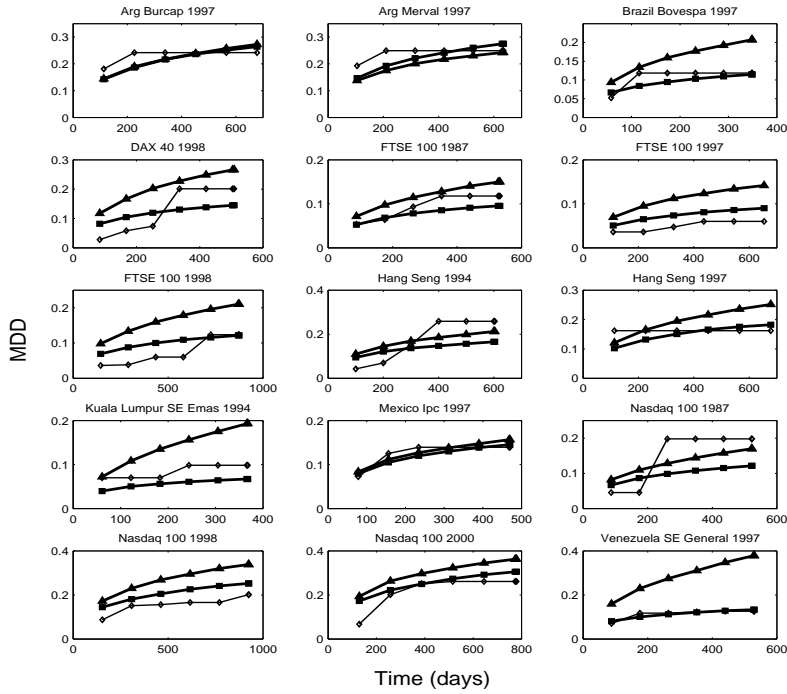 Arg Burcap 1997
Arg Merval 1997
Brazil Bovespa 1997
0.3
0.2
0.1
0
0 200 400 600
0.3
0.2
0.1
0
0 200 400 600
0.2
0.15
0.1
0.05
0 100 200 300 400
DAX 40 1998
FTSE 100 1987
FTSE 100 1997
0.3
0.2
0.1
0
0 200 400 600
0.2
0.1
0
0 200 400 600
0.2
0.1
0
0 200 400 600
FTSE 100 1998
Hang Seng 1994
Hang Seng 1997
0.2
0.1
0
0 500 1000
0.4
0.2
0
0 200 400 600
0.3
0.2
0.1
0
0 200 400 600
MDD
Kuala Lumpur SE Emas 1994
Mexico Ipc 1997
Nasdaq 100 1987
0.2
0.1
0
0 100 200 300 400
0.2
0.1
0
0 100 200 300 400 500
0.2
0.1
0
0 200 400 600
Nasdaq 100 1998
Nasdaq 100 2000
Venezuela SE General 1997
0.4
0.2
0
0 500 1000
0.4
0.2
0
0 200 400 600 800
0.4
0.2
0
0 200 400 600
Time (days)